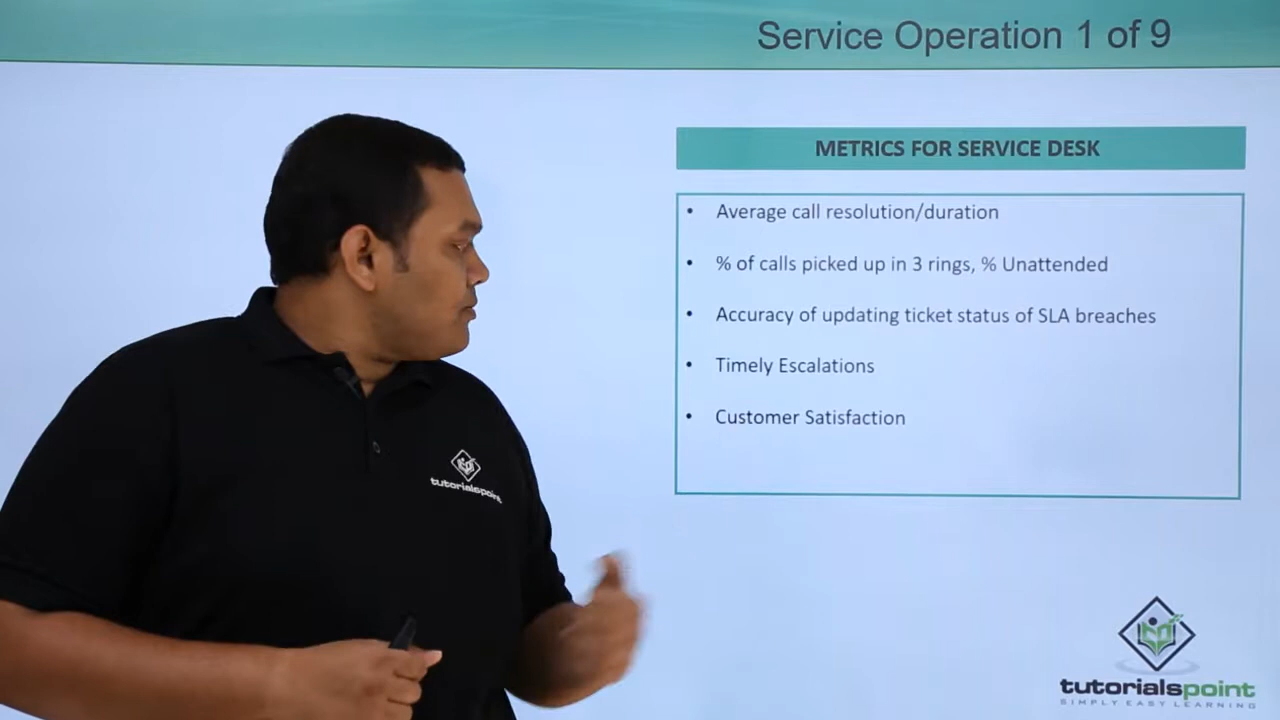 Service Operation 1 of 9
METRICS FOR SERVICE DESK
• Average call resolution/duration
• % of calls picked up in 3 rings, % Unattended
• Accuracy of updating ticket status of SLA breaches
• Timely Escalations
• Customer Satisfaction
tutorialspoint
tutorialspoint
SIMPLY EASY LEARNING